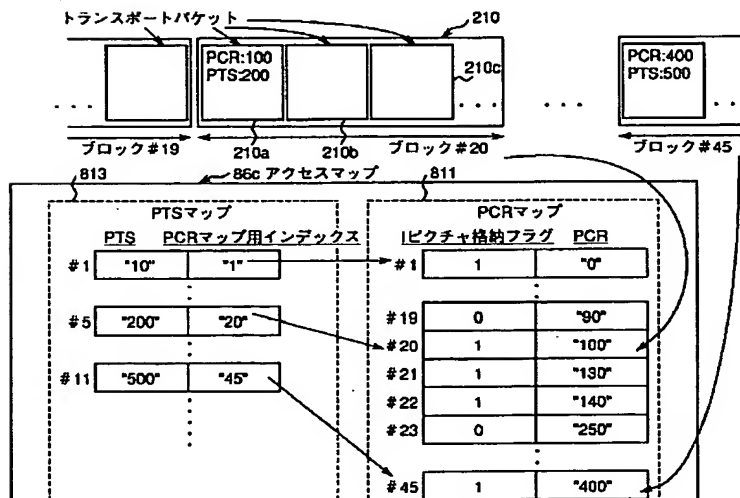 トランスポートパケット
210
PCR:100
PTS:200
210c
PCR:400
PTS:500
. . .
. . .
. . .
. . .
ブロック#19
210a
210b
ブロック#20
ブロック#45
813
86c アクセスマップ
811
PTSマップ
PTS PCRマップ用インデックス
#1 "10" "1"
#5 "200" "20"
#11 "500" "45"
PCRマップ
Iピクチャ格納フラグ PCR
#1 1 "0"
#19 0 "90"
#20 1 "100"
#21 1 "130"
#22 1 "140"
#23 0 "250"
#45 1 "400"